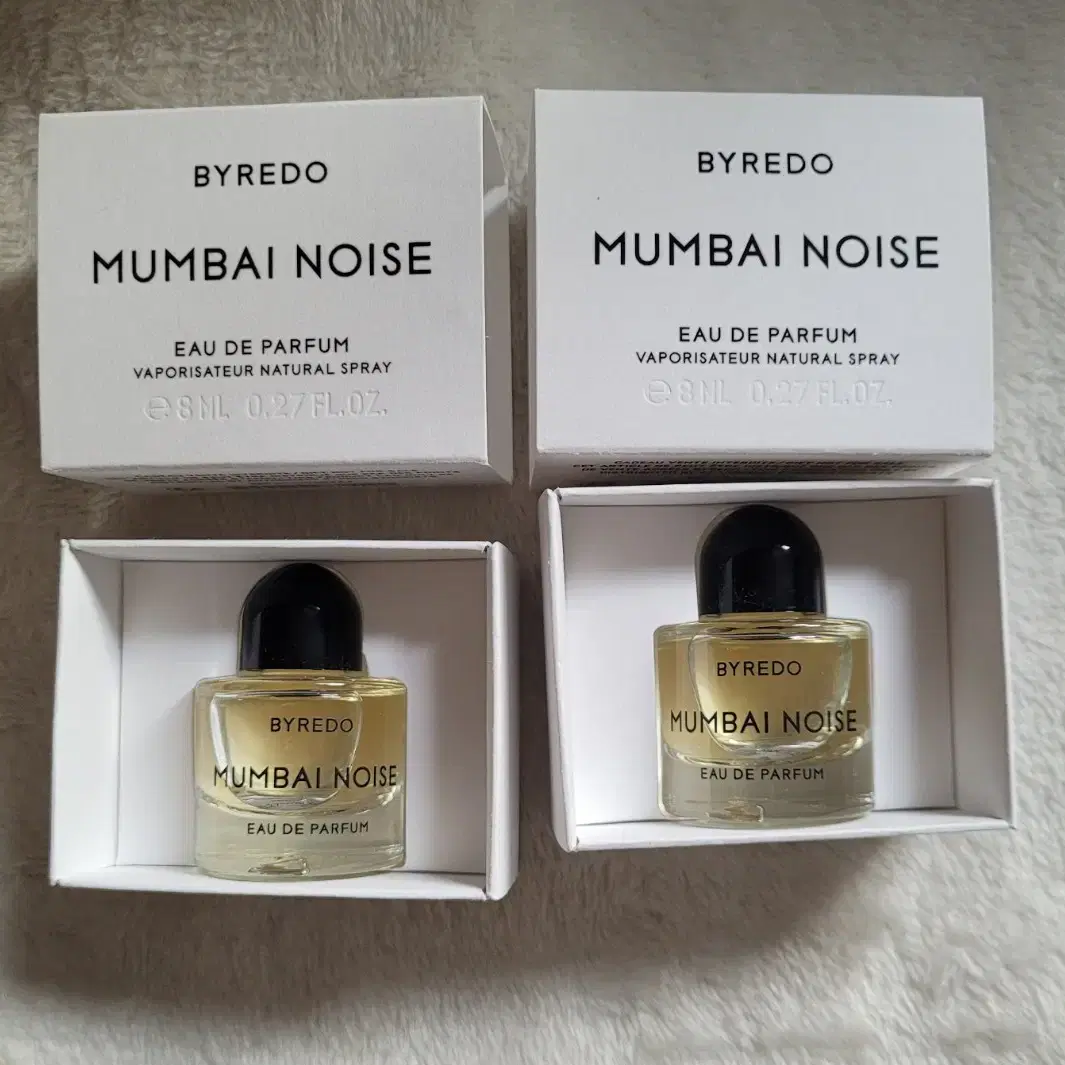 BYREDO
MUMBAI NOISE
EAU DE PARFUM
VAPORISATEUR NATURAL SPRAY
℮ 8 ML 0.27 FL.OZ.
BYREDO
MUMBAI NOISE
EAU DE PARFUM
VAPORISATEUR NATURAL SPRAY
℮ 8 ML 0.27 FL.OZ.
BYREDO
MUMBAI NOISE
EAU DE PARFUM
BYREDO
MUMBAI NOISE
EAU DE PARFUM